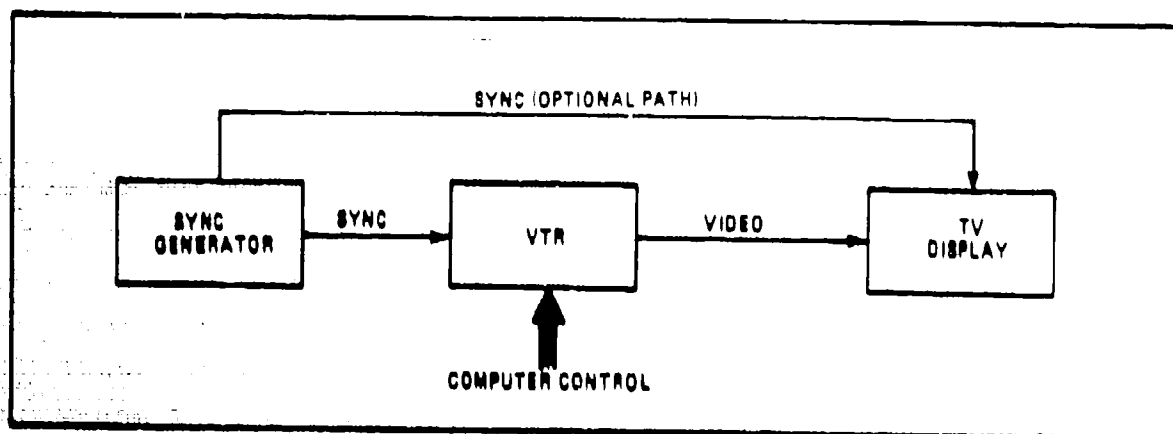 SYNC (OPTIONAL PATH)
SYNC
GENERATOR
SYNC
VTR
VIDEO
TV
DISPLAY
COMPUTER CONTROL